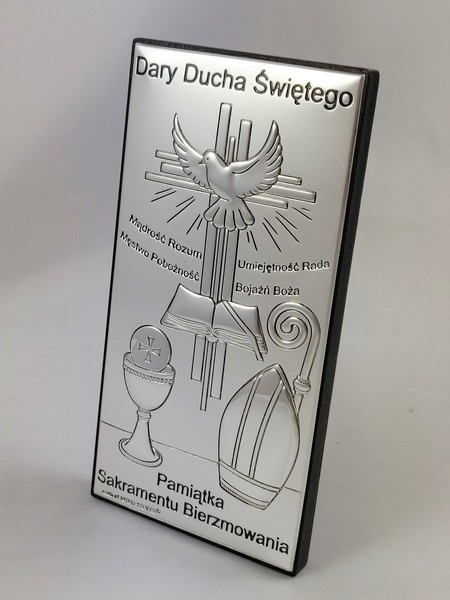 Dary Ducha Świętego
Mądrość Rozum
Męstwo Pobożność
Umiejętność Rada
Bojaźń Boża
Pamiątka
Sakramentu Bierzmowania